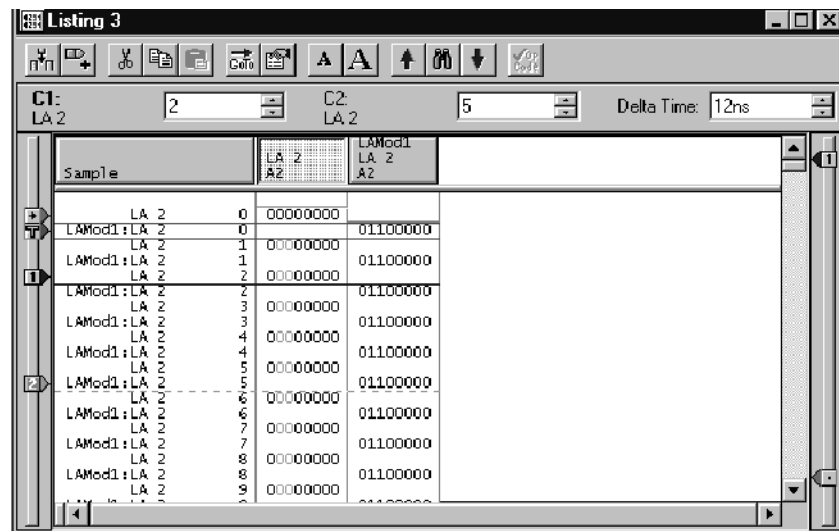 Listing 3
Goto A A Op Code
C1: 2 C2: 5 Delta Time: 12ns
LA 2 LA 2
Sample LA 2 A2 LAMod1 LA 2 A2
LA 2 0 00000000
LAMod1:LA 2 0 01100000
LA 2 1 00000000
LAMod1:LA 2 1 01100000
LA 2 2 00000000
LAMod1:LA 2 2 01100000
LA 2 3 00000000
LAMod1:LA 2 3 01100000
LA 2 4 00000000
LAMod1:LA 2 4 01100000
LA 2 5 00000000
LAMod1:LA 2 5 01100000
LA 2 6 00000000
LAMod1:LA 2 6 01100000
LA 2 7 00000000
LAMod1:LA 2 7 01100000
LA 2 8 00000000
LAMod1:LA 2 8 01100000
LA 2 9 00000000